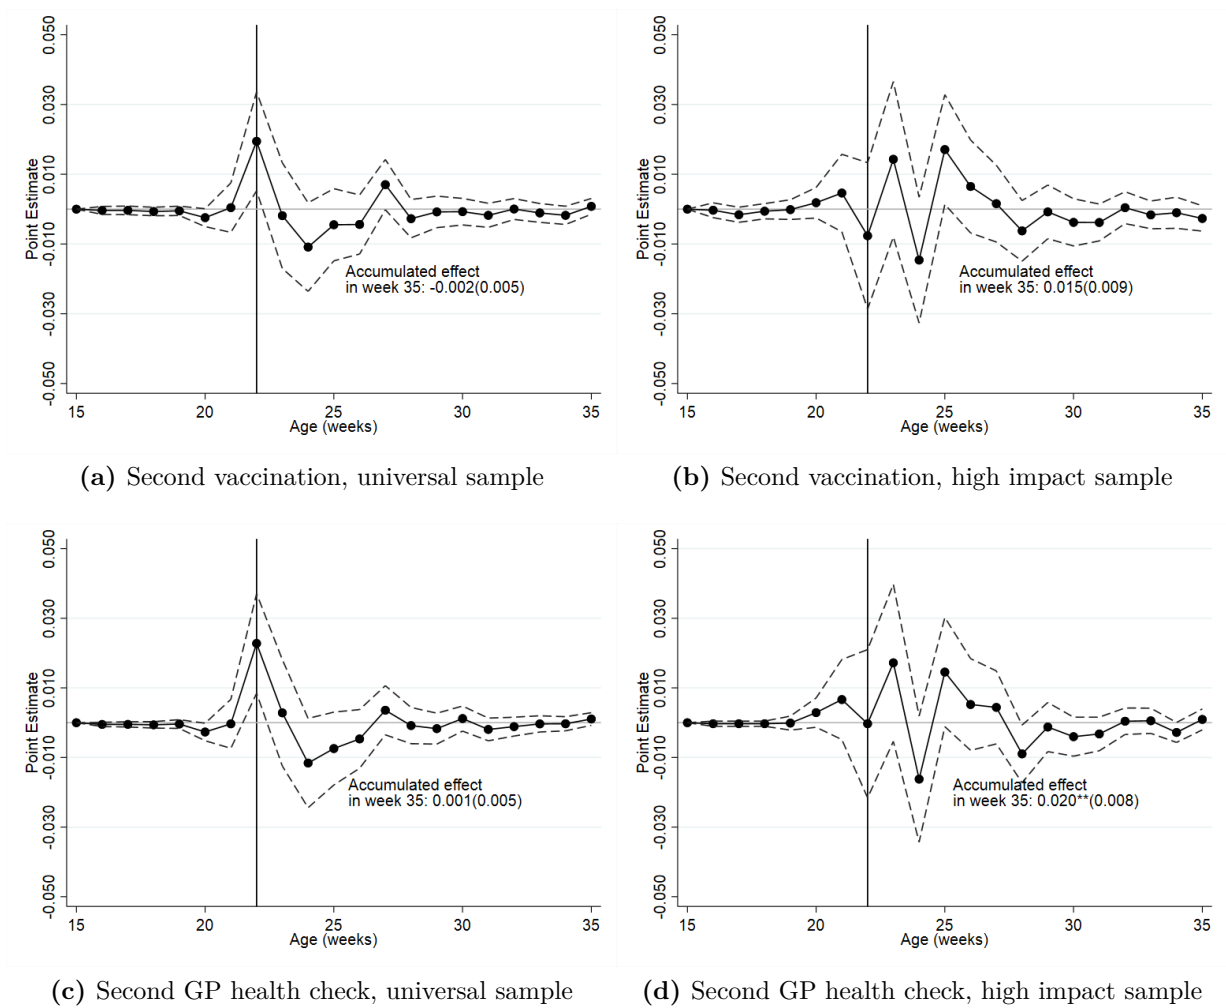 0.050
0.030
0.010
-0.010
-0.030
-0.050
Point Estimate
Accumulated effect
in week 35: -0.002(0.005)
15 20 25 30 35
Age (weeks)
(a) Second vaccination, universal sample
0.050
0.030
0.010
-0.010
-0.030
-0.050
Point Estimate
Accumulated effect
in week 35: 0.015(0.009)
15 20 25 30 35
Age (weeks)
(b) Second vaccination, high impact sample
0.050
0.030
0.010
-0.010
-0.030
-0.050
Point Estimate
Accumulated effect
in week 35: 0.001(0.005)
15 20 25 30 35
Age (weeks)
(c) Second GP health check, universal sample
0.050
0.030
0.010
-0.010
-0.030
-0.050
Point Estimate
Accumulated effect
in week 35: 0.020**(0.008)
15 20 25 30 35
Age (weeks)
(d) Second GP health check, high impact sample